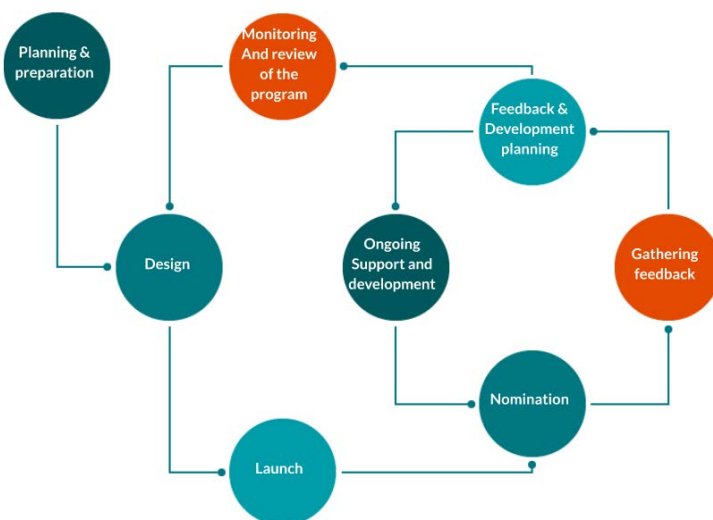 Planning &
preparation
Monitoring
And review
of the
program
Feedback &
Development
planning
Design
Ongoing
Support and
development
Gathering
feedback
Nomination
Launch